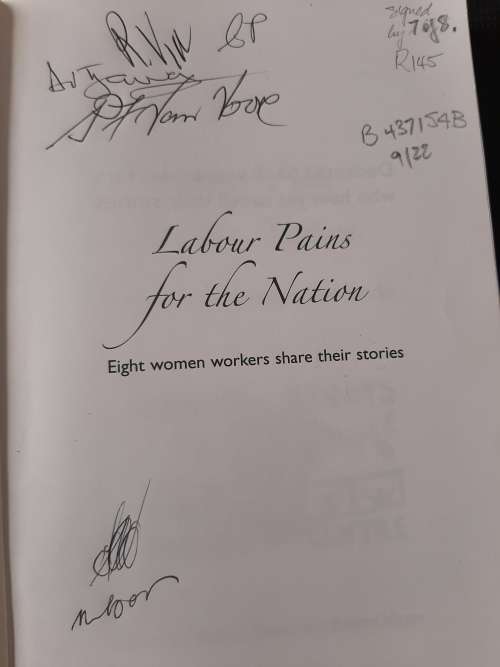 R. Vin
signed
by 7 of 8.
R145
B 437154B
9/22
Labour Pains
for the Nation
Eight women workers share their stories